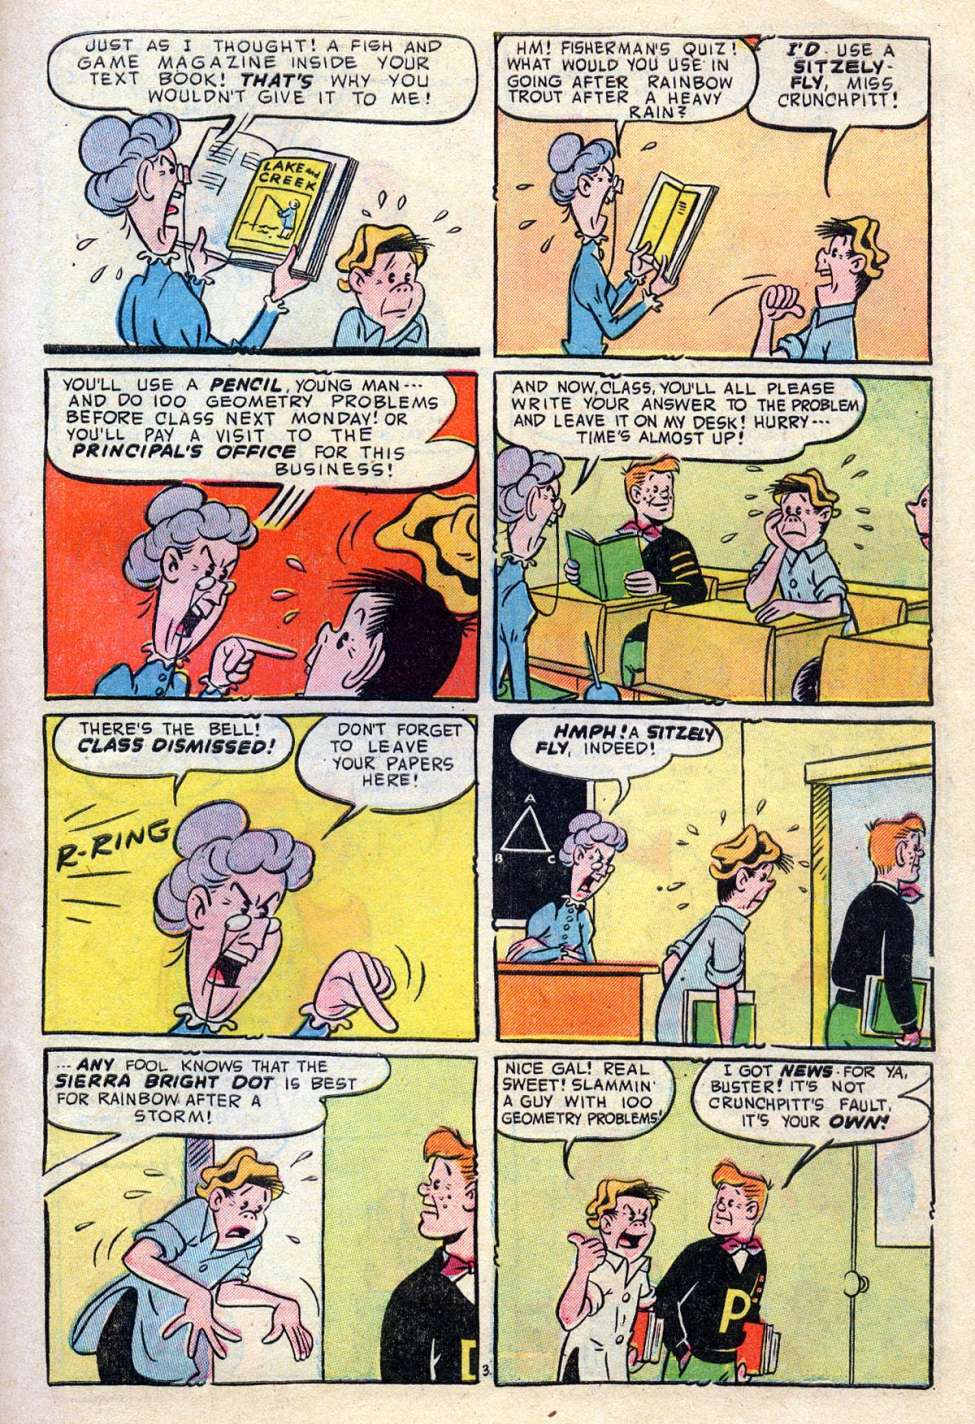 JUST AS I THOUGHT! A FISH AND
GAME MAGAZINE INSIDE YOUR
TEXT BOOK! THAT'S WHY YOU
WOULDN'T GIVE IT TO ME!
LAKE and
CREEK
HM! FISHERMAN'S QUIZ!
WHAT WOULD YOU USE IN
GOING AFTER RAINBOW
TROUT AFTER A HEAVY
RAIN?
I'D USE A
SITZELY-
FLY, MISS
CRUNCHPITT!
YOU'LL USE A PENCIL, YOUNG MAN---
AND DO 100 GEOMETRY PROBLEMS
BEFORE CLASS NEXT MONDAY! OR
YOU'LL PAY A VISIT TO THE
PRINCIPAL'S OFFICE FOR THIS
BUSINESS!
AND NOW, CLASS, YOU'LL ALL PLEASE
WRITE YOUR ANSWER TO THE PROBLEM
AND LEAVE IT ON MY DESK! HURRY---
TIME'S ALMOST UP!
THERE'S THE BELL!
CLASS DISMISSED!
DON'T FORGET
TO LEAVE
YOUR PAPERS
HERE!
R-RING
HMPH! A SITZELY
FLY, INDEED!
A
B C
--- ANY FOOL KNOWS THAT THE
SIERRA BRIGHT DOT IS BEST
FOR RAINBOW AFTER A
STORM!
NICE GAL! REAL
SWEET! SLAMMIN'
A GUY WITH 100
GEOMETRY PROBLEMS!
I GOT NEWS FOR YA,
BUSTER! IT'S NOT
CRUNCHPITT'S FAULT,
IT'S YOUR OWN!
P
3